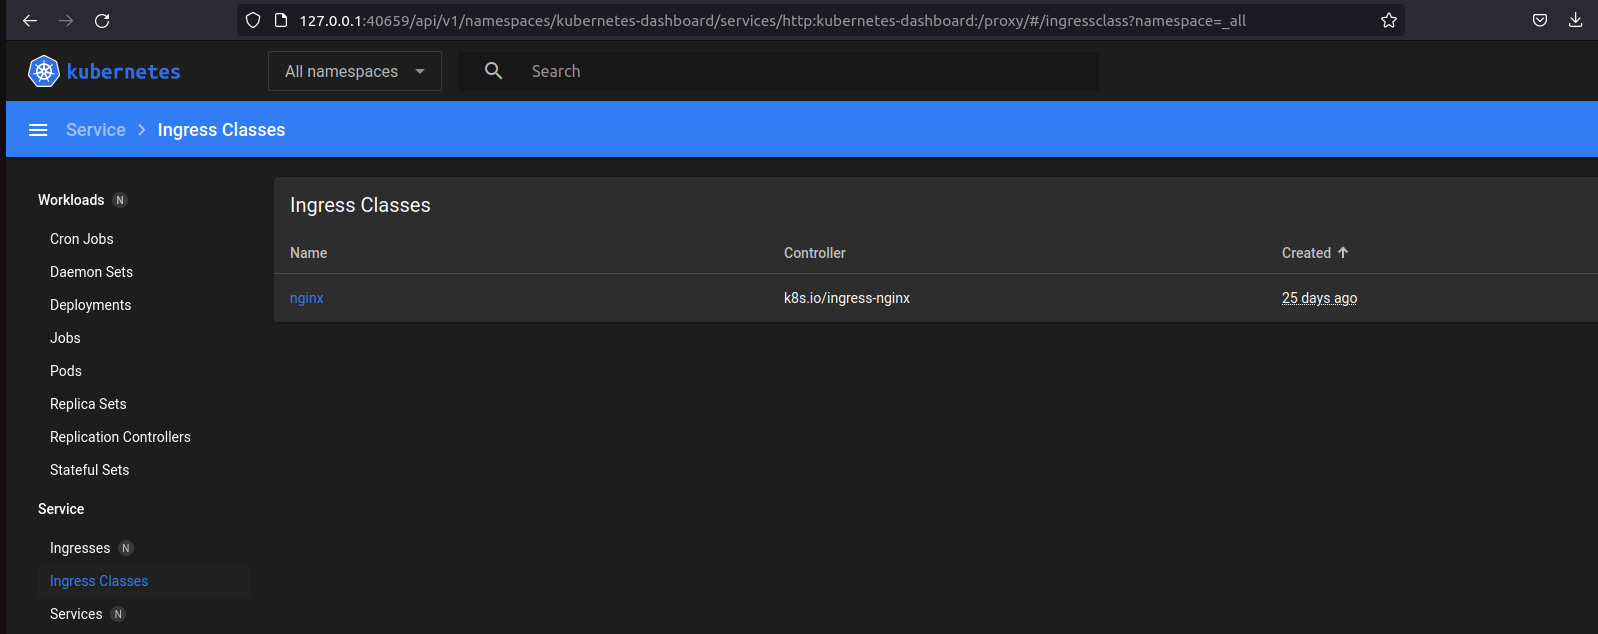 127.0.0.1:40659/api/v1/namespaces/kubernetes-dashboard/services/http:kubernetes-dashboard:/proxy/#/ingressclass?namespace=_all
kubernetes
All namespaces
Search
Service
Ingress Classes
Workloads N
Cron Jobs
Daemon Sets
Deployments
Jobs
Pods
Replica Sets
Replication Controllers
Stateful Sets
Service
Ingresses N
Ingress Classes
Services N
Ingress Classes
Name Controller Created
nginx k8s.io/ingress-nginx 25 days ago